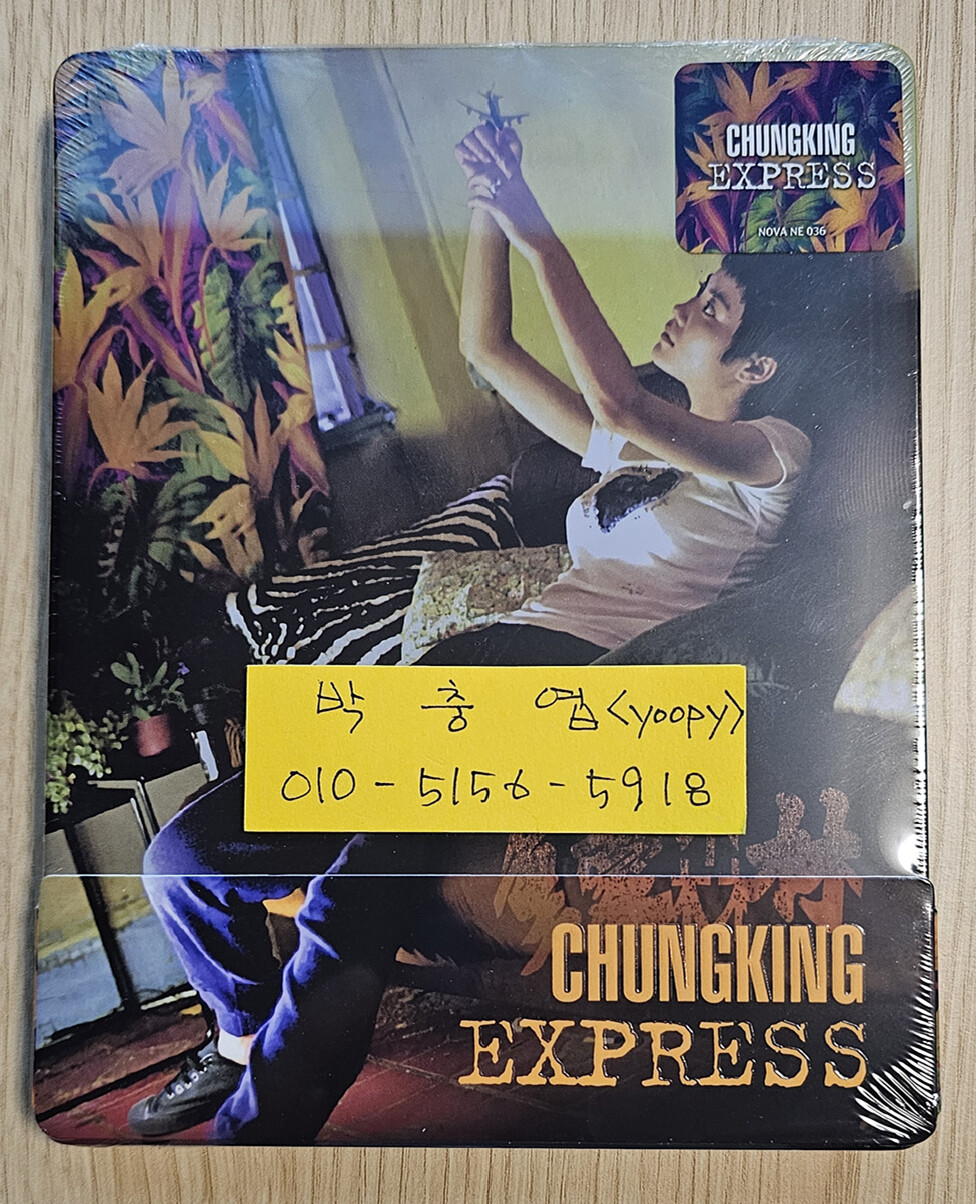 CHUNGKING
EXPRESS
NOVA NE 036
박 충 엽 <yoopy>
010-5156-5918
CHUNGKING
EXPRESS